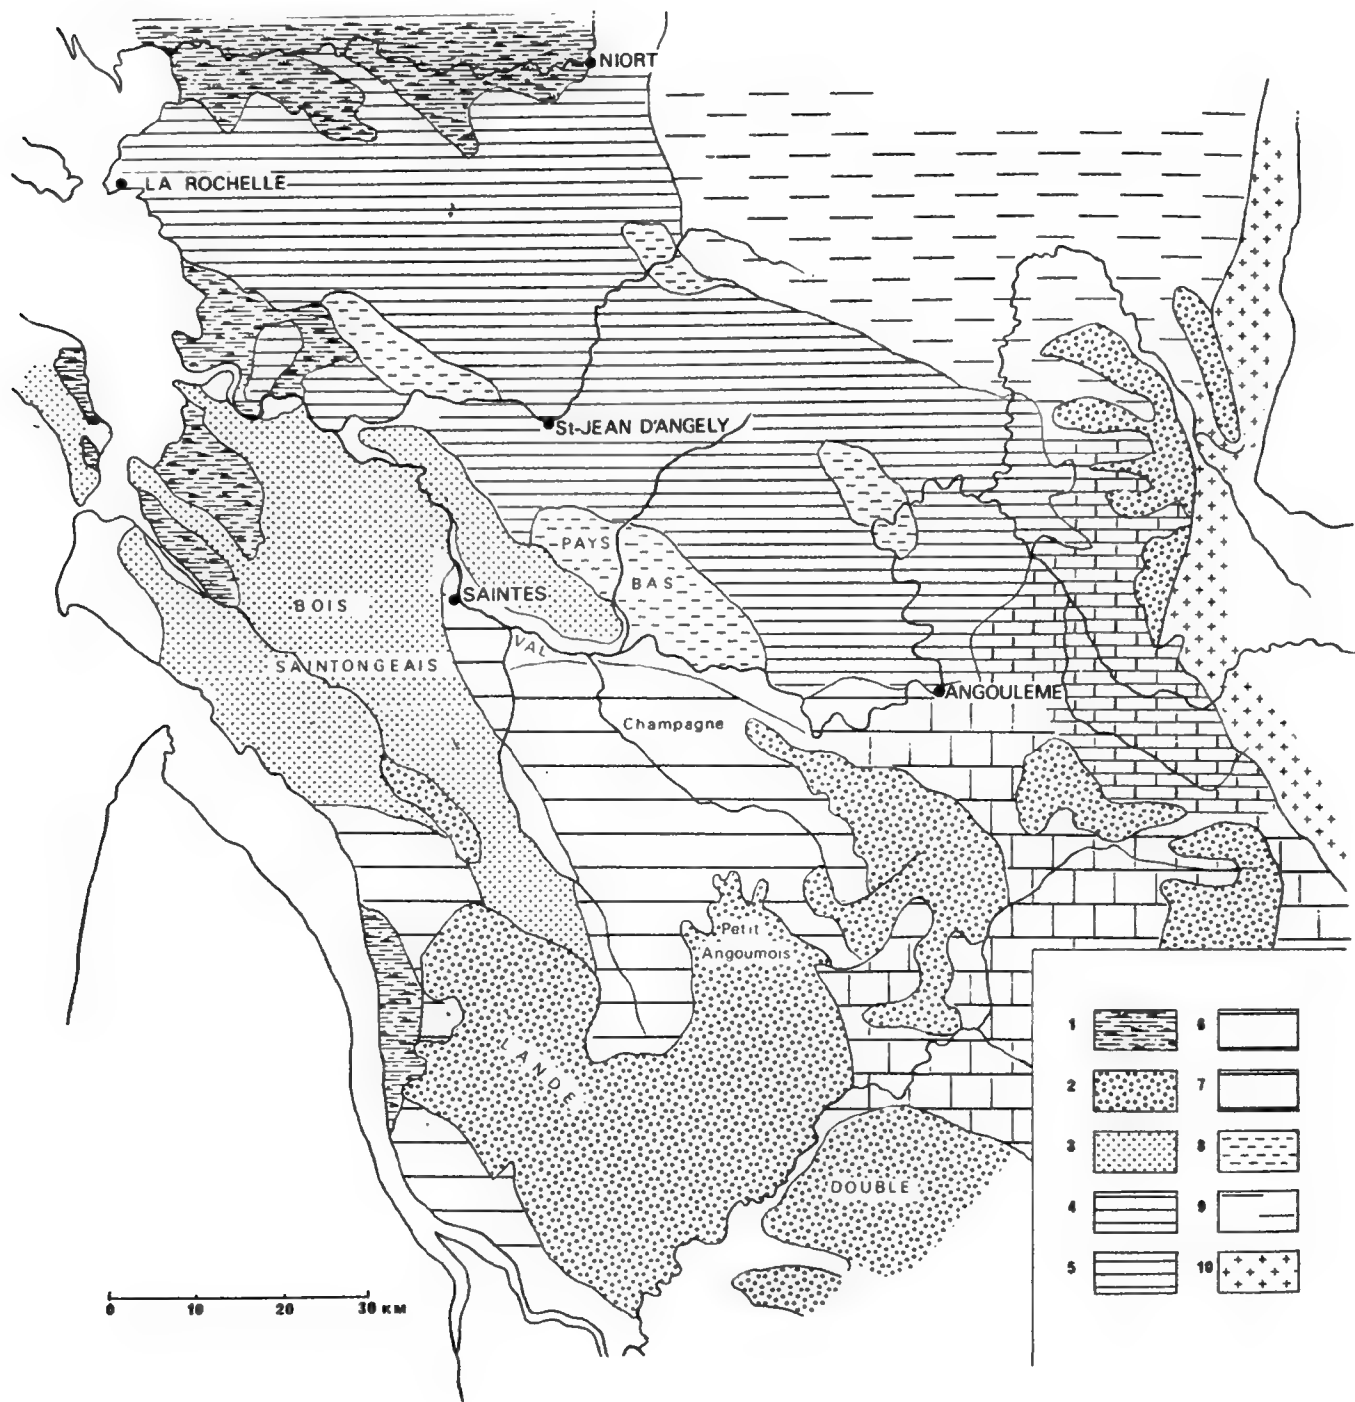 NIORT
LA ROCHELLE
St-JEAN D'ANGELY
PAYS
BAS
BOIS
SAINTES
VAL
SAINTONGEAIS
ANGOULEME
Champagne
Petit
Angoumois
LANDE
DOUBLE
1 6
2 7
3 8
4 9
5 10
0 10 20 30 KM